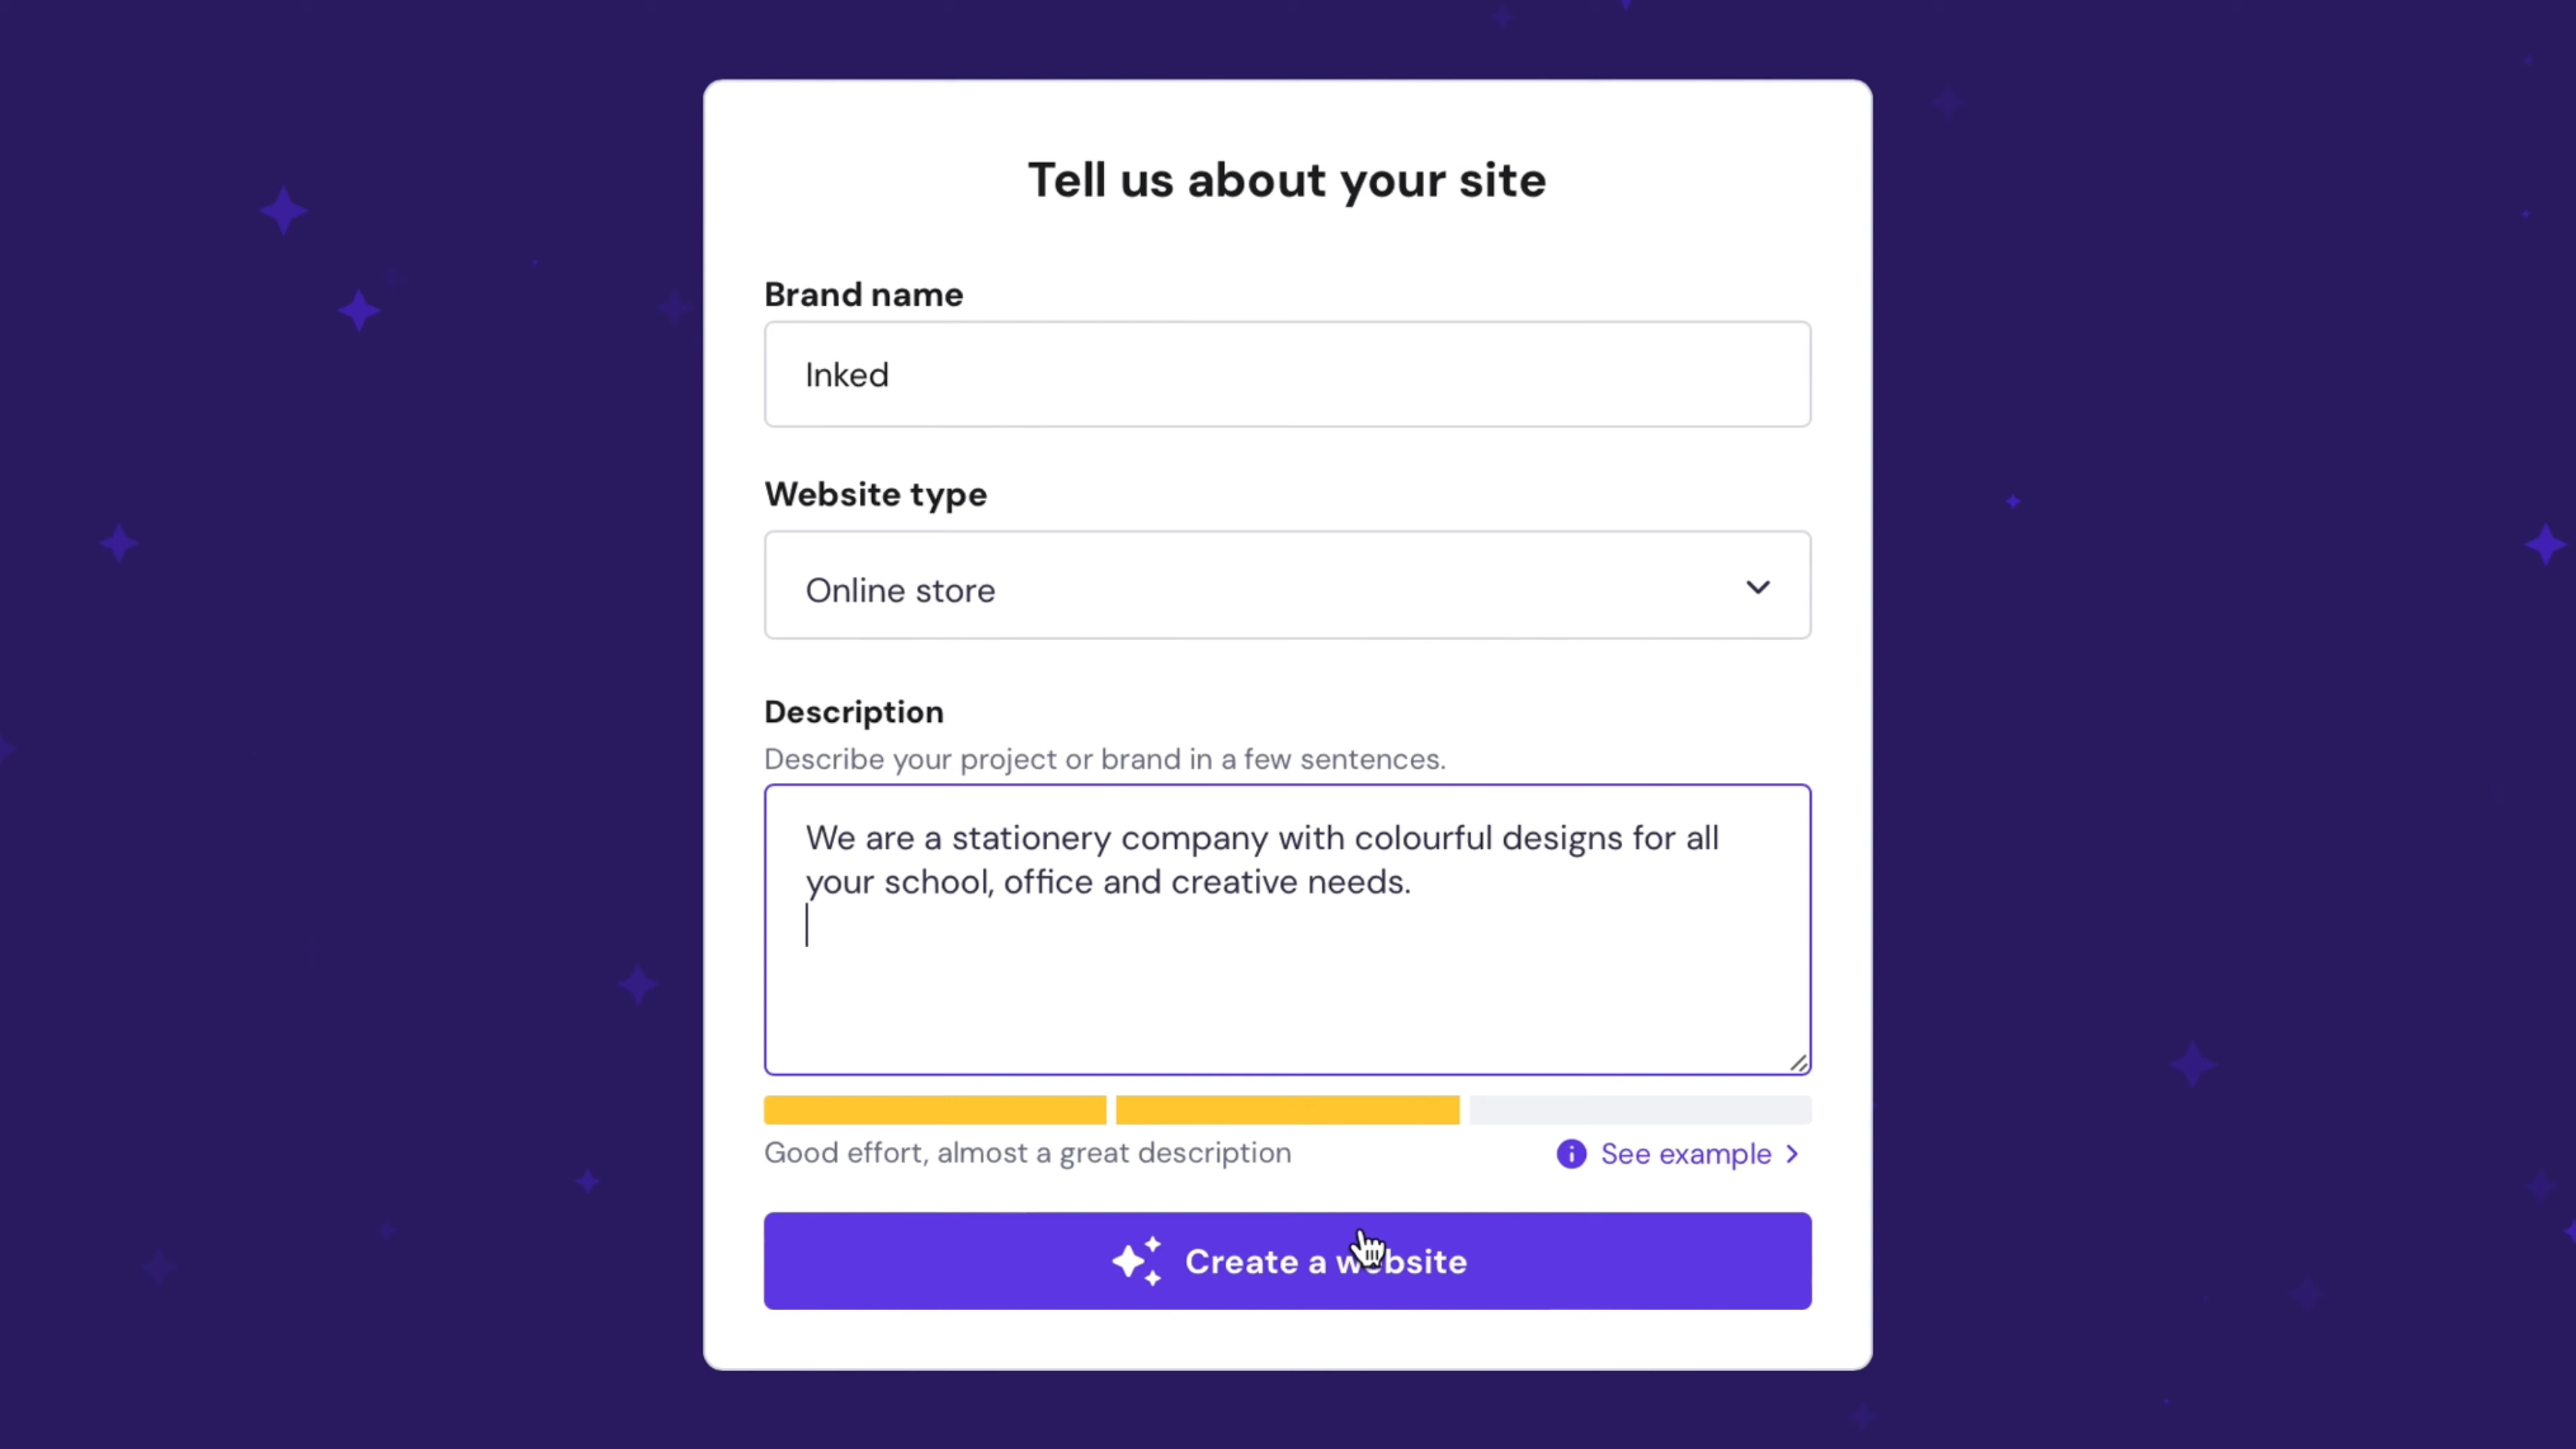 Tell us about your site
Brand name
Inked
Website type
Online store
Description
Describe your project or brand in a few sentences.
We are a stationery company with colourful designs for all
your school, office and creative needs.
Good effort, almost a great description
See example
Create a website